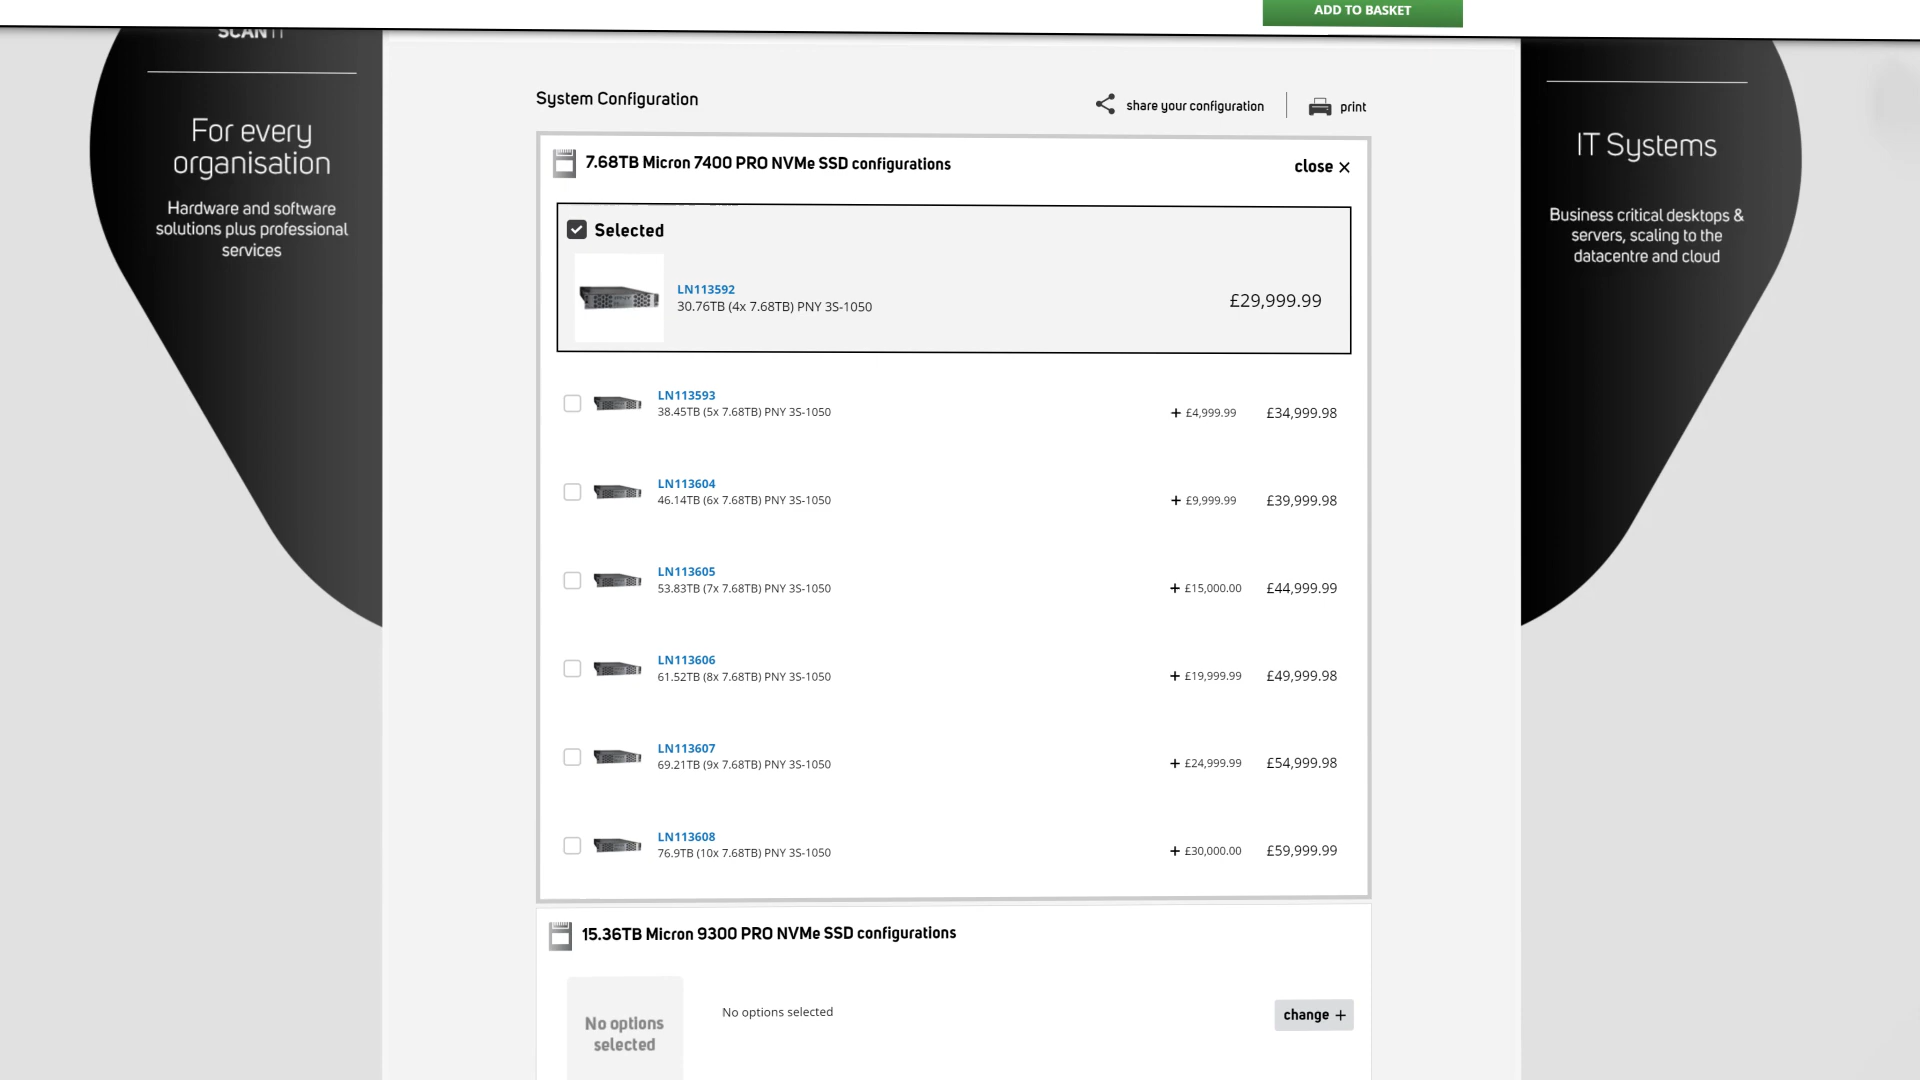 ADD TO BASKET
SCAN IT
For every
organisation
Hardware and software
solutions plus professional
services
IT Systems
Business critical desktops &
servers, scaling to the
datacentre and cloud
System Configuration
share your configuration
print
7.68TB Micron 7400 PRO NVMe SSD configurations
close ×
Selected
LN113592
30.76TB (4x 7.68TB) PNY 3S-1050
£29,999.99
LN113593
38.45TB (5x 7.68TB) PNY 3S-1050
+ £4,999.99 £34,999.98
LN113604
46.14TB (6x 7.68TB) PNY 3S-1050
+ £9,999.99 £39,999.98
LN113605
53.83TB (7x 7.68TB) PNY 3S-1050
+ £15,000.00 £44,999.99
LN113606
61.52TB (8x 7.68TB) PNY 3S-1050
+ £19,999.99 £49,999.98
LN113607
69.21TB (9x 7.68TB) PNY 3S-1050
+ £24,999.99 £54,999.98
LN113608
76.9TB (10x 7.68TB) PNY 3S-1050
+ £30,000.00 £59,999.99
15.36TB Micron 9300 PRO NVMe SSD configurations
No options
selected
No options selected
change +